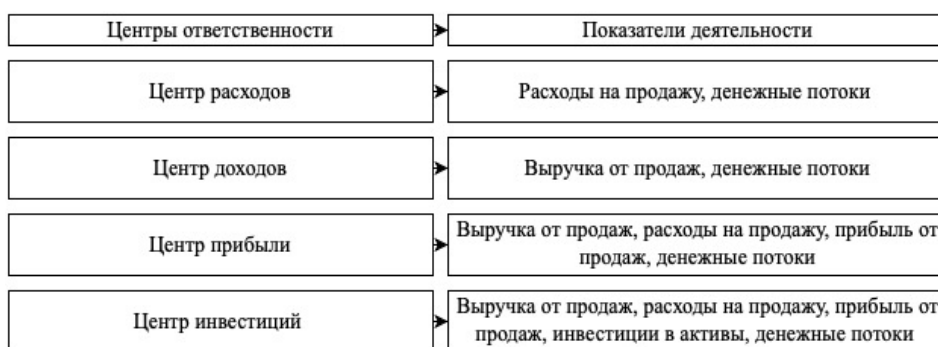 Центры ответственности
Показатели деятельности
Центр расходов
Расходы на продажу, денежные потоки
Центр доходов
Выручка от продаж, денежные потоки
Центр прибыли
Выручка от продаж, расходы на продажу, прибыль от
продаж, денежные потоки
Центр инвестиций
Выручка от продаж, расходы на продажу, прибыль от
продаж, инвестиции в активы, денежные потоки